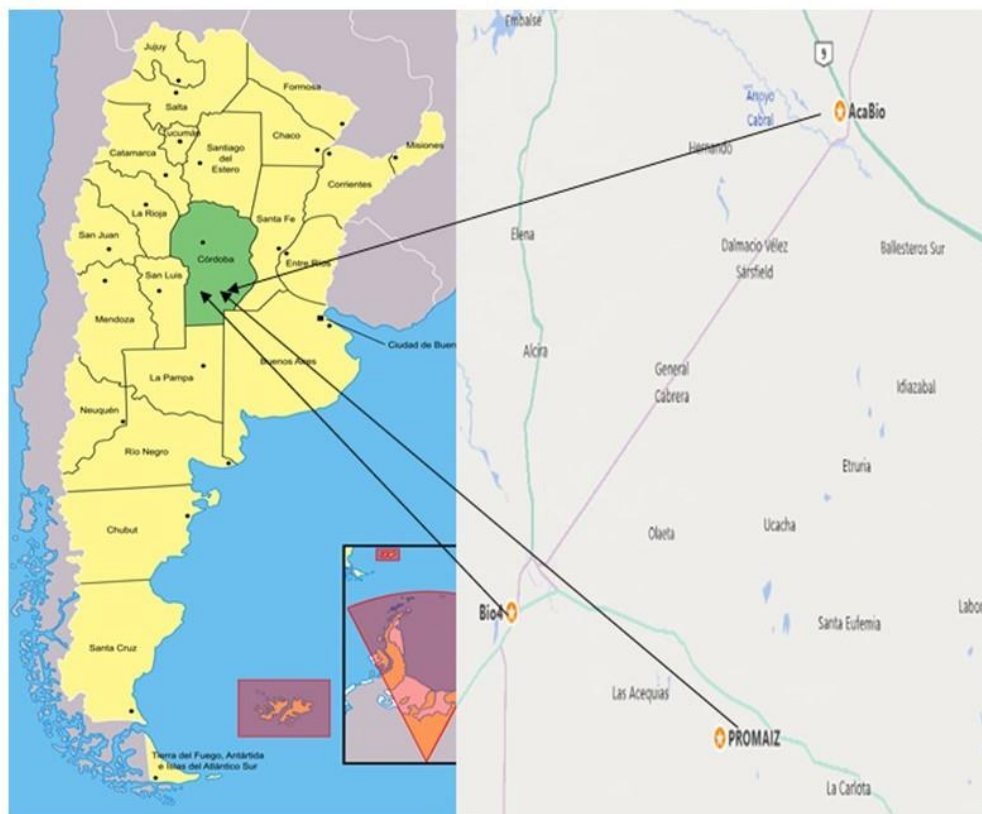 Jujuy
Salta
Formosa
Tucumán
Chaco
Misiones
Catamarca
Santiago
del
Estero
Corrientes
La Rioja
Santa Fe
San Juan
Córdoba
Entre Ríos
San Luis
Mendoza
Ciudad de Buen
Buenos Aires
La Pampa
Neuquén
Río Negro
Chubut
Santa Cruz
Tierra del Fuego, Antártida
e Islas del Atlántico Sur
Embalse
9
Arroyo
Cabral
AcaBio
Hernando
Elena
Dalmacio Vélez
Sársfield
Ballesteros Sur
Alcira
General
Cabrera
Idiazabal
Etruria
Olaeta
Ucacha
Bio4
Santa Eufemia
Labor
Las Acequias
PROMAIZ
La Carlota